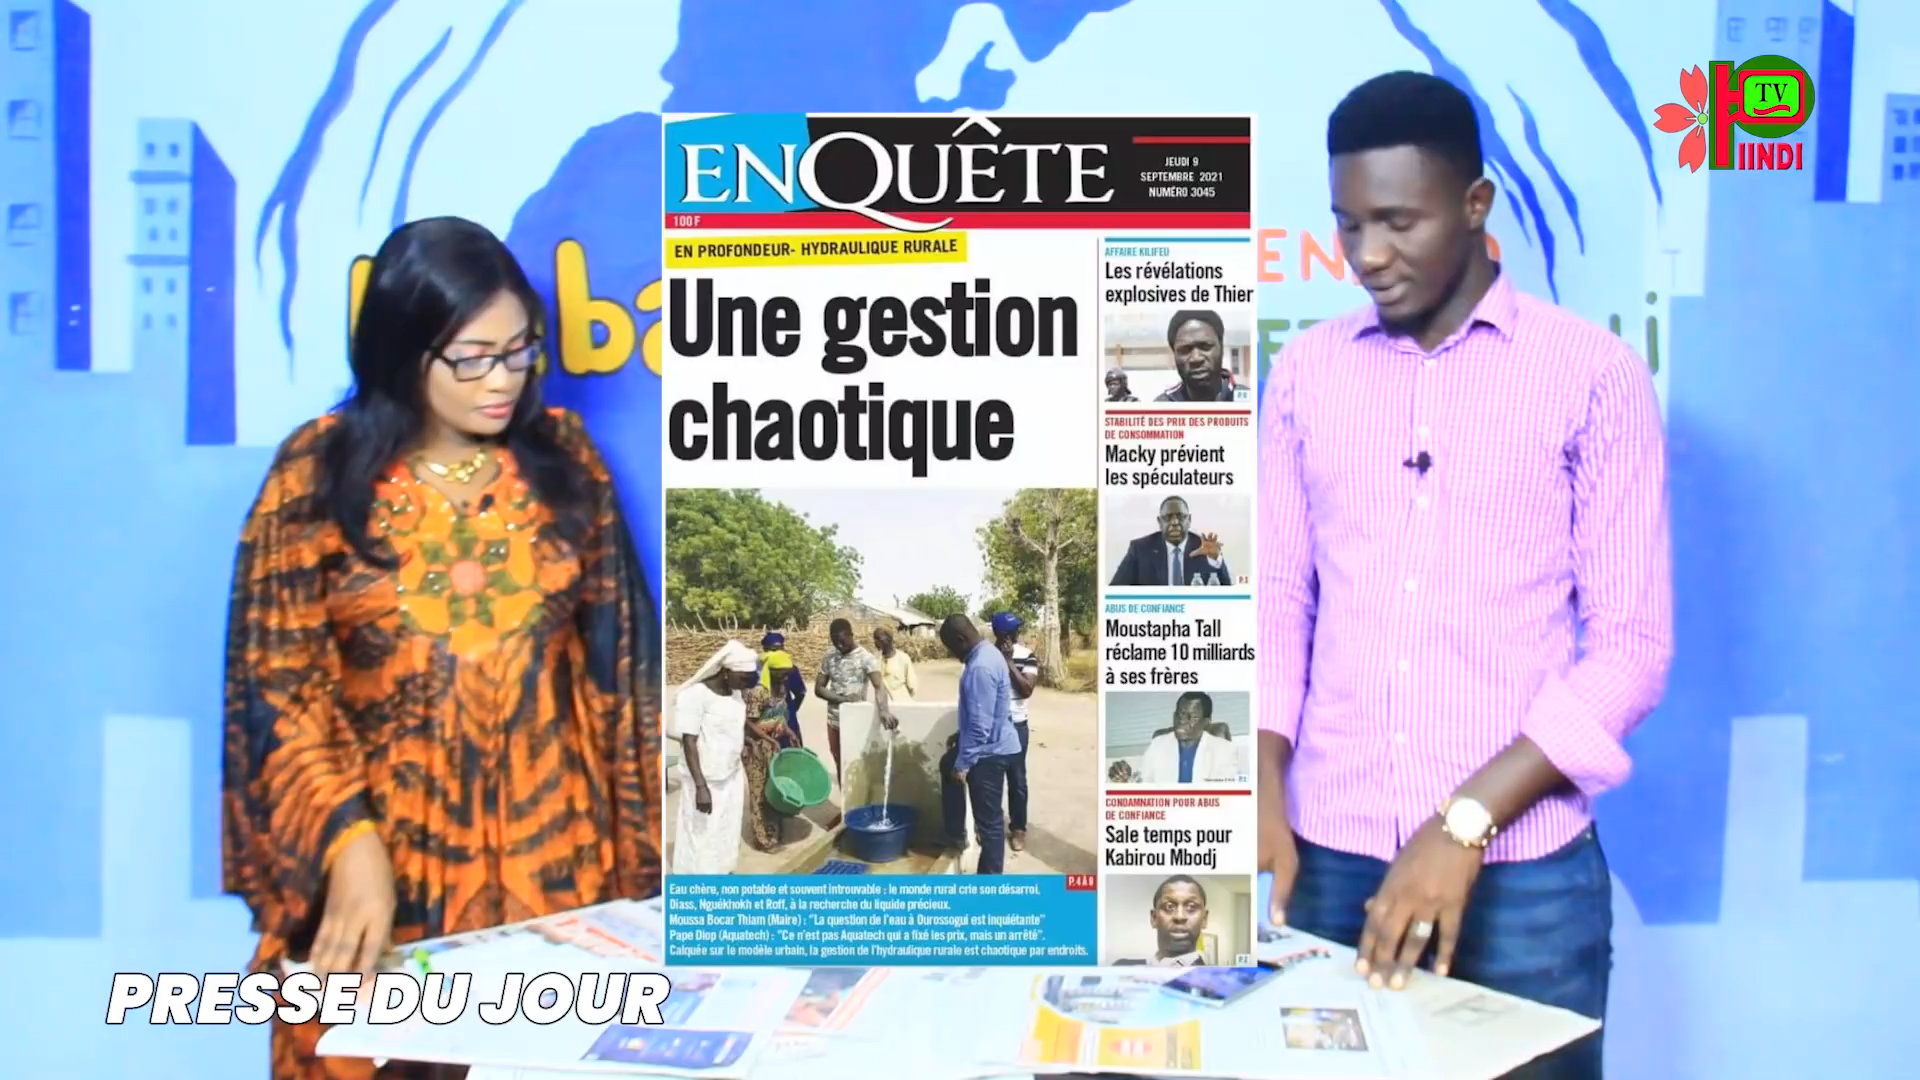 TV
PIINDI
ENQUÊTE
JEUDI 9
SEPTEMBRE 2021
NUMÉRO 3045
100 F
EN PROFONDEUR- HYDRAULIQUE RURALE
Une gestion
chaotique
AFFAIRE KILIFEU
Les révélations
explosives de Thier
STABILITÉ DES PRIX DES PRODUITS
DE CONSOMMATION
Macky prévient
les spéculateurs
ABUS DE CONFIANCE
Moustapha Tall
réclame 10 milliards
à ses frères
CONDAMNATION POUR ABUS
DE CONFIANCE
Sale temps pour
Kabirou Mbodj
P.4 À 8
Eau chère, non potable et souvent introuvable : le monde rural crie son désarroi.
Diass, Nguékhokh et Roff, à la recherche du liquide précieux.
Moussa Bocar Thiam (Maire) : "La question de l'eau à Ourossogui est inquiétante"
Pape Diop (Aquatech) : "Ce n'est pas Aquatech qui a fixé les prix, mais un arrêté".
Calquée sur le modèle urbain, la gestion de l'hydraulique rurale est chaotique par endroits.
PRESSE DU JOUR